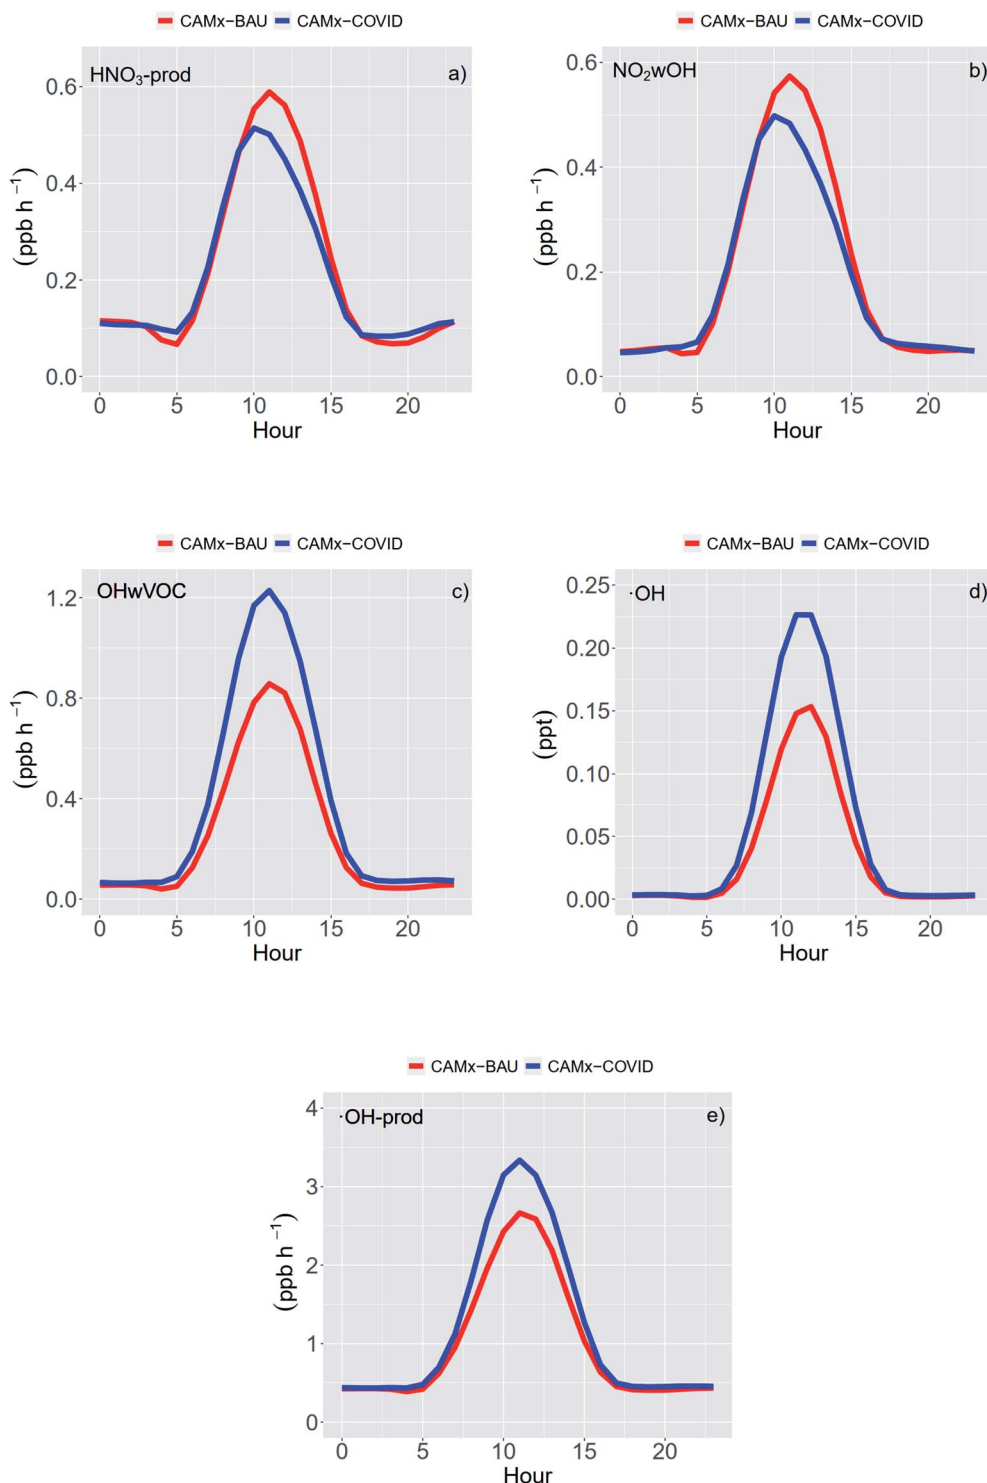 CAMx−BAU CAMx−COVID
HNO₃-prod a)
0.6
0.4
0.2
0.0
(ppb h⁻¹)
0 5 10 15 20
Hour
CAMx−BAU CAMx−COVID
NO₂wOH b)
0.6
0.4
0.2
0.0
(ppb h⁻¹)
0 5 10 15 20
Hour
CAMx−BAU CAMx−COVID
OHwVOC c)
1.2
0.8
0.4
0.0
(ppb h⁻¹)
0 5 10 15 20
Hour
CAMx−BAU CAMx−COVID
·OH d)
0.25
0.20
0.15
0.10
0.05
0.00
(ppt)
0 5 10 15 20
Hour
CAMx−BAU CAMx−COVID
·OH-prod e)
4
3
2
1
0
(ppb h⁻¹)
0 5 10 15 20
Hour